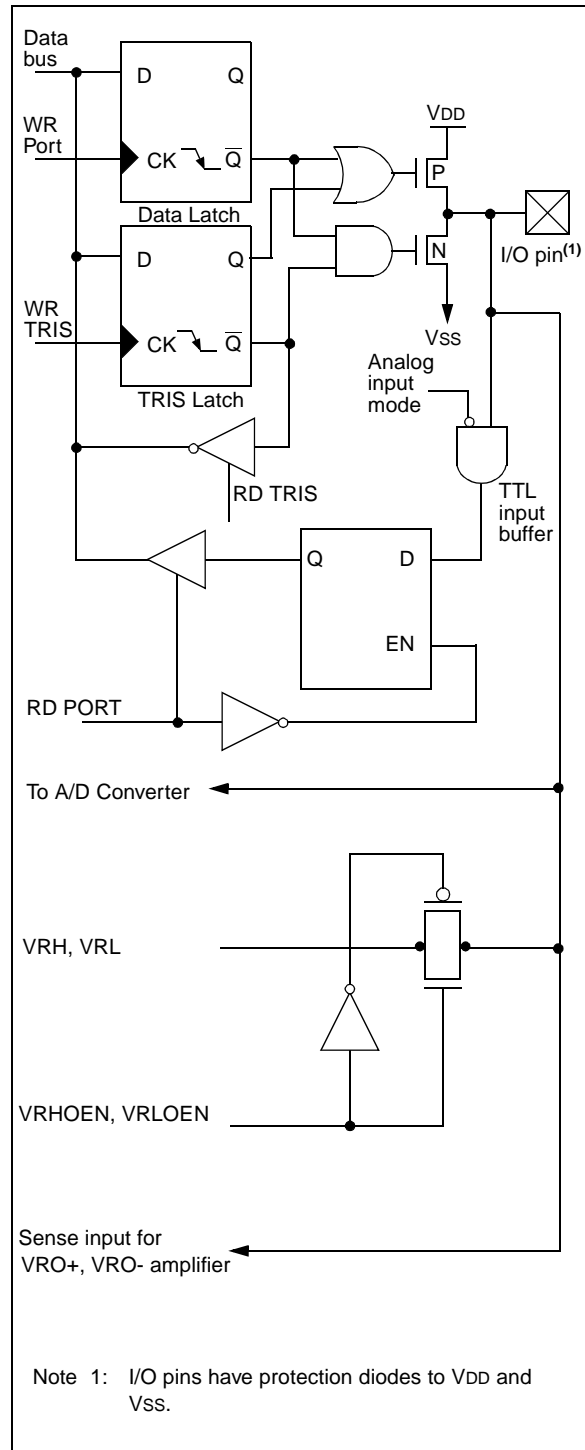 Data
bus
D Q
WR
Port
CK Q
Data Latch
VDD
P
N
I/O pin(1)
VSS
D Q
WR
TRIS
CK Q
TRIS Latch
Analog
input
mode
RD TRIS
TTL
input
buffer
Q D
EN
RD PORT
To A/D Converter
VRH, VRL
VRHOEN, VRLOEN
Sense input for
VRO+, VRO- amplifier
Note 1: I/O pins have protection diodes to VDD and
VSS.